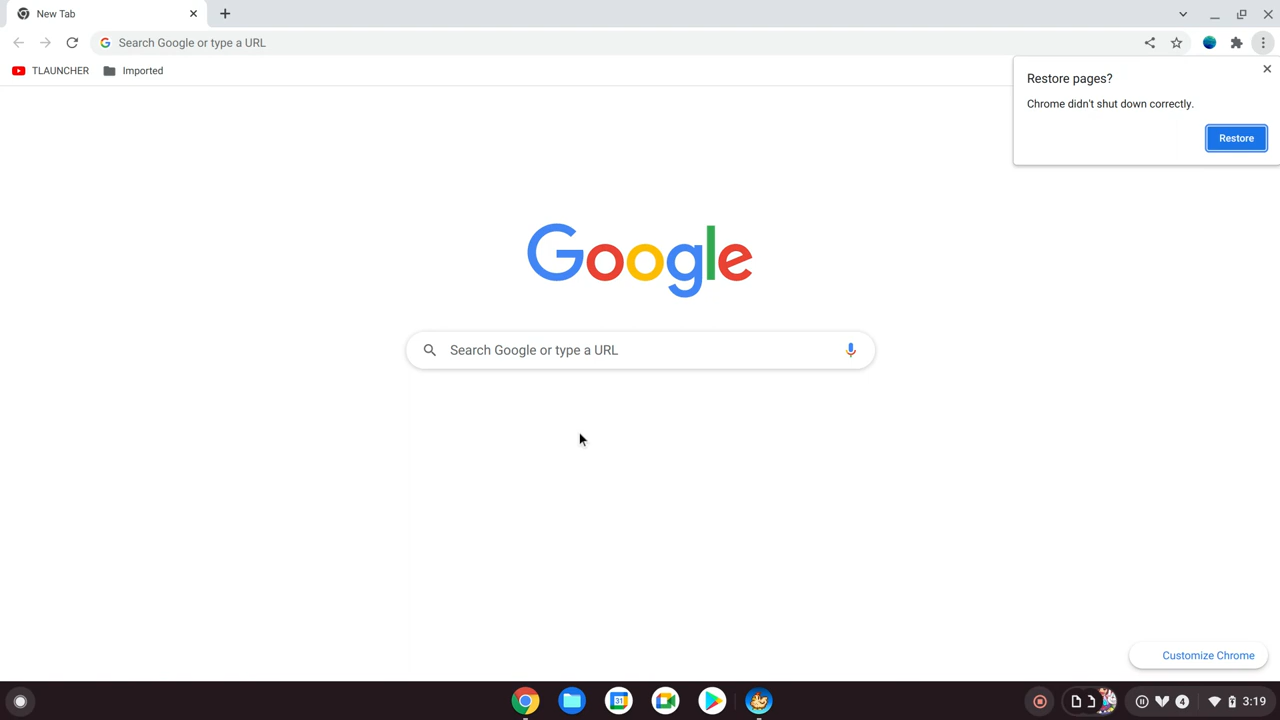 New Tab
Search Google or type a URL
TLAUNCHER
Imported
Restore pages?
Chrome didn't shut down correctly.
Restore
Google
Search Google or type a URL
Customize Chrome
31
4
3:19